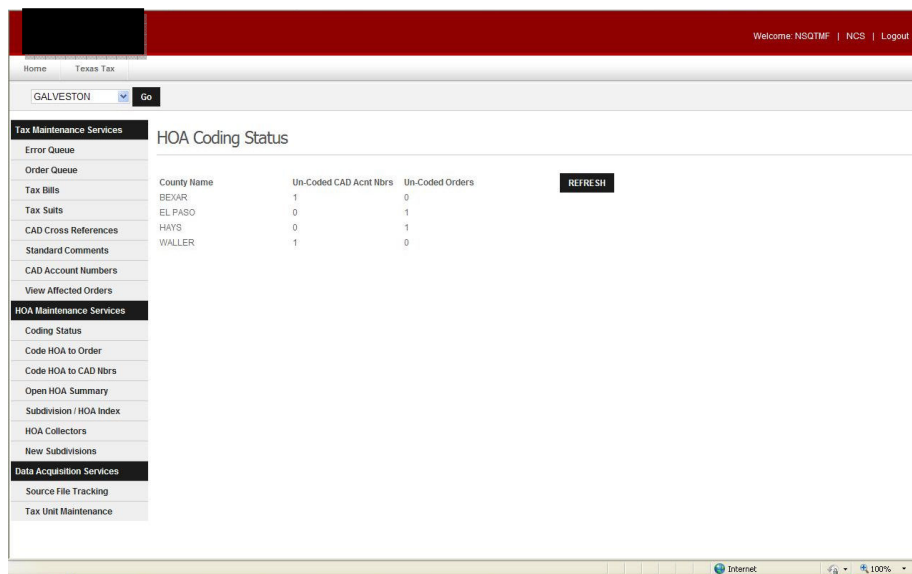 Welcome: NSQTMF | NCS | Logout
Home Texas Tax
GALVESTON Go
Tax Maintenance Services
Error Queue
Order Queue
Tax Bills
Tax Suits
CAD Cross References
Standard Comments
CAD Account Numbers
View Affected Orders
HOA Maintenance Services
Coding Status
Code HOA to Order
Code HOA to CAD Nbrs
Open HOA Summary
Subdivision / HOA Index
HOA Collectors
New Subdivisions
Data Acquisition Services
Source File Tracking
Tax Unit Maintenance
HOA Coding Status
County Name Un-Coded CAD Acnt Nbrs Un-Coded Orders REFRESH
BEXAR 1 0
EL PASO 0 1
HAYS 0 1
WALLER 1 0
Internet 100%